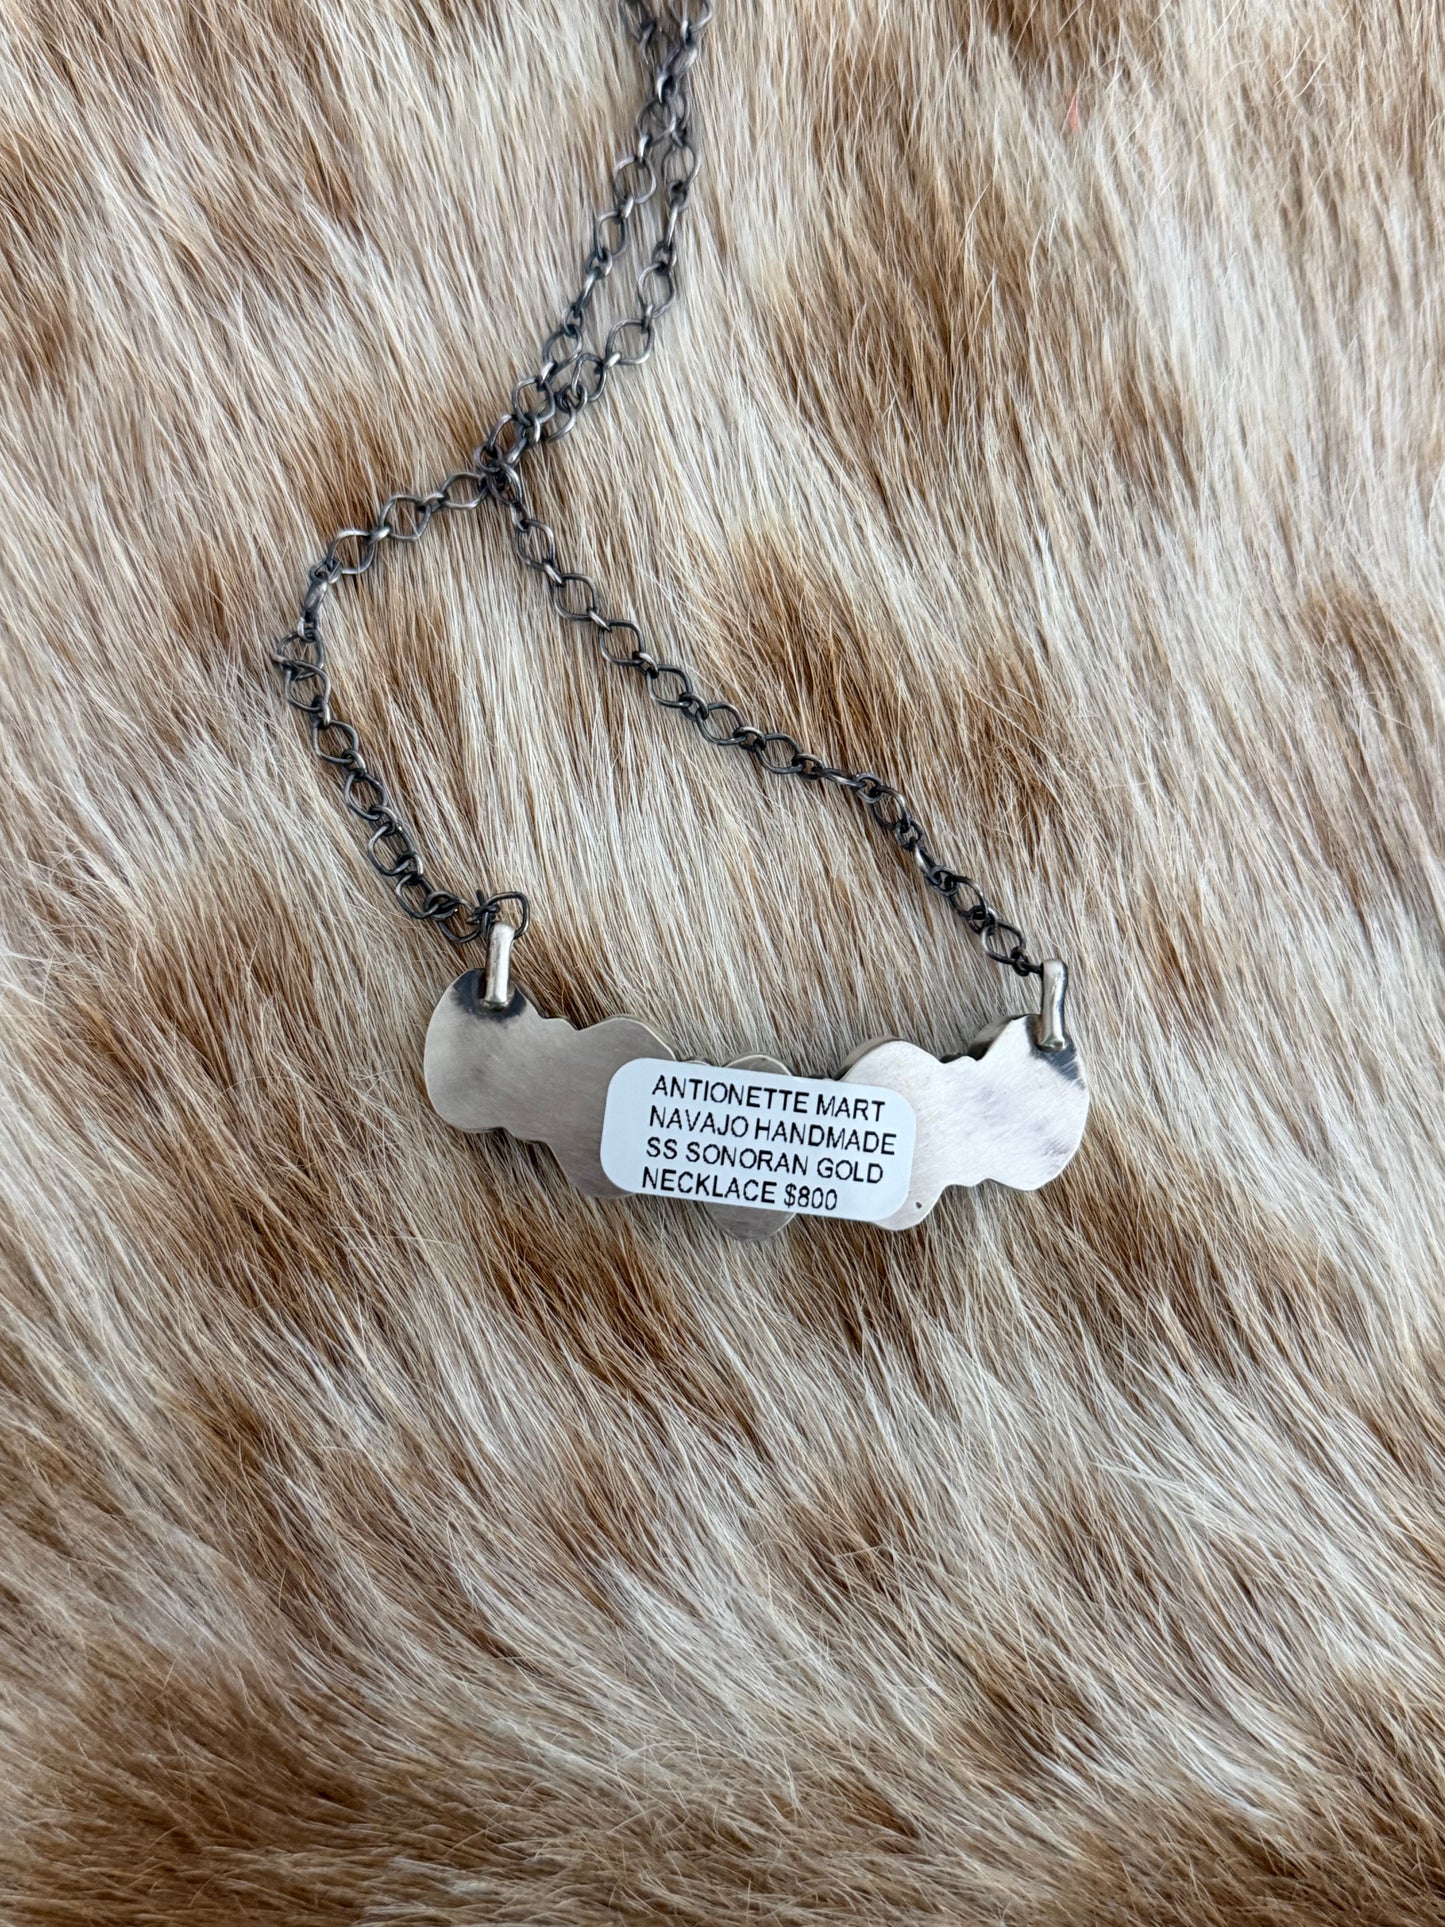 ANTIONETTE MART
NAVAJO HANDMADE
SS SONORAN GOLD
NECKLACE $800